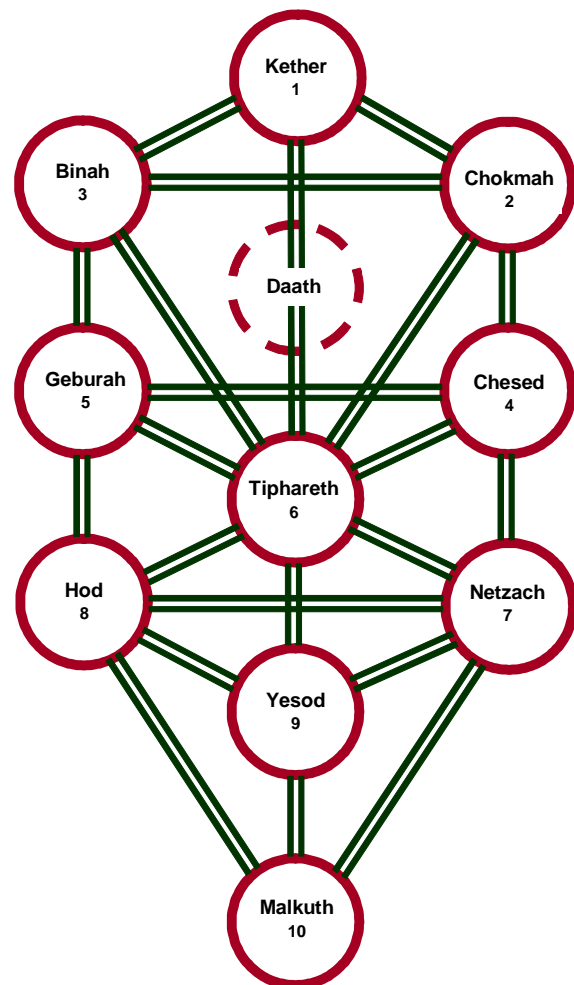 Kether
1
Binah
3
Chokmah
2
Daath
Geburah
5
Chesed
4
Tiphareth
6
Hod
8
Netzach
7
Yesod
9
Malkuth
10